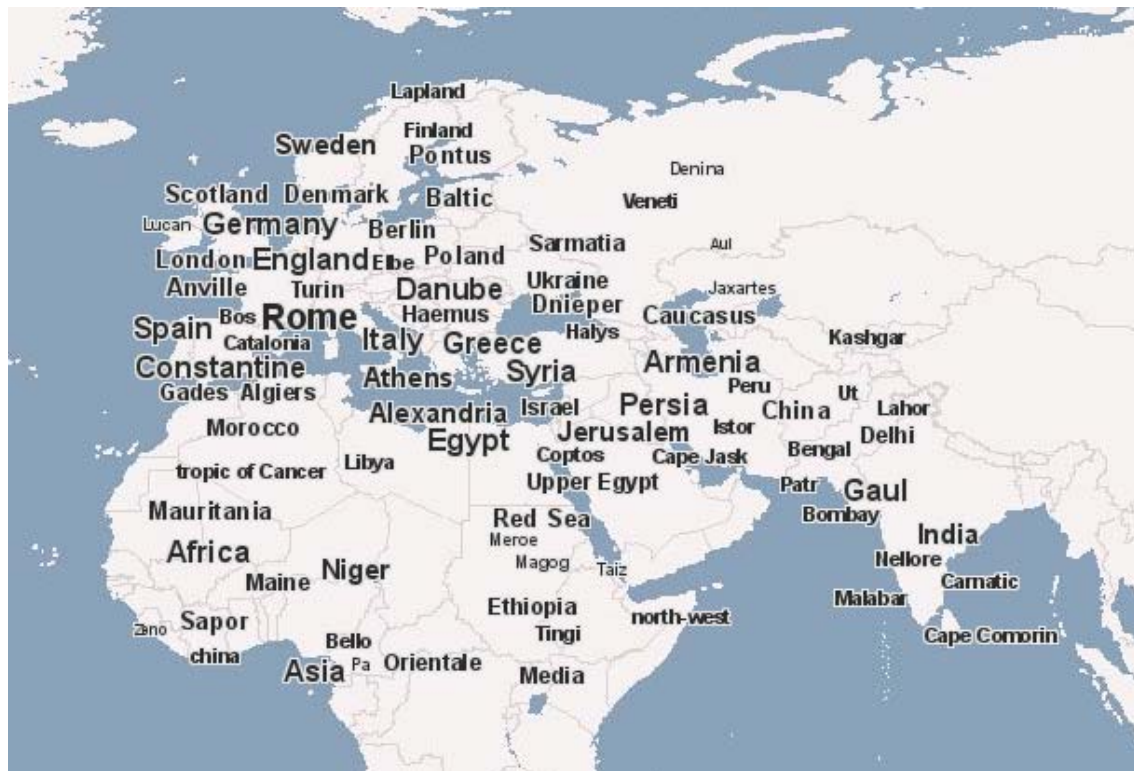 Lapland
Finland
Sweden
Pontus
Denina
Scotland
Denmark
Baltic
Veneti
Lucan
Germany
Berlin
Sarmatia
Aul
London
England
Elbe
Poland
Anville
Turin
Danube
Ukraine
Jaxartes
Dnieper
Bos
Rome
Haemus
Caucasus
Spain
Catalonia
Italy
Greece
Halys
Kashgar
Constantine
Athens
Syria
Armenia
Gades
Algiers
Peru
Ut
Alexandria
Israel
Persia
China
Lahor
Morocco
Egypt
Jerusalem
Istor
Delhi
tropic of Cancer
Libya
Coptos
Cape Jask
Bengal
Upper Egypt
Patr
Gaul
Mauritania
Red Sea
Bombay
Meroe
India
Africa
Niger
Magog
Taiz
Nellore
Maine
Carnatic
Ethiopia
north-west
Malabar
Zeno
Sapor
Bello
Tingi
Cape Comorin
china
Asia
Pa
Orientale
Media